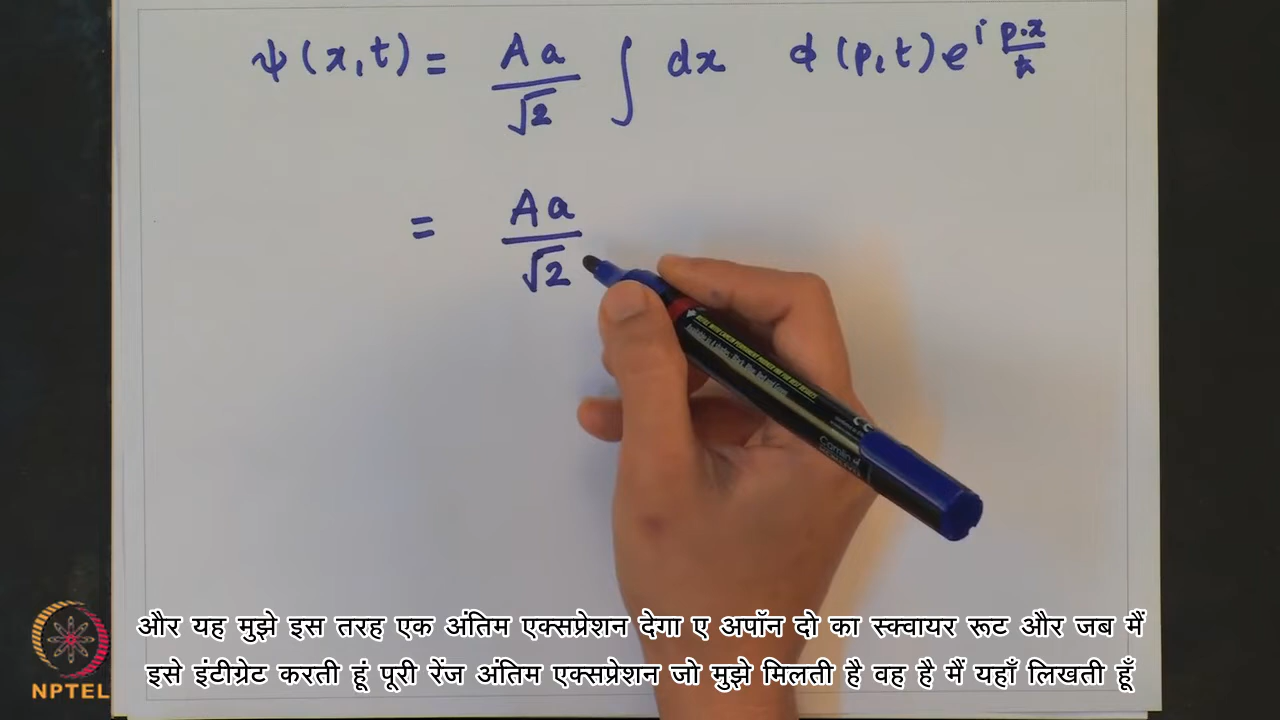 ψ(x,t) = Aa/√2 ∫ dx φ(p,t) e^{i p.x/ħ}
= Aa/√2
और यह मुझे इस तरह एक अंतिम एक्सप्रेशन देगा ए अपॉन दो का स्क्वायर रूट और जब मैं
इसे इंटीग्रेट करती हूं पूरी रेंज अंतिम एक्सप्रेशन जो मुझे मिलती है वह है मैं यहाँ लिखती हूँ
NPTEL